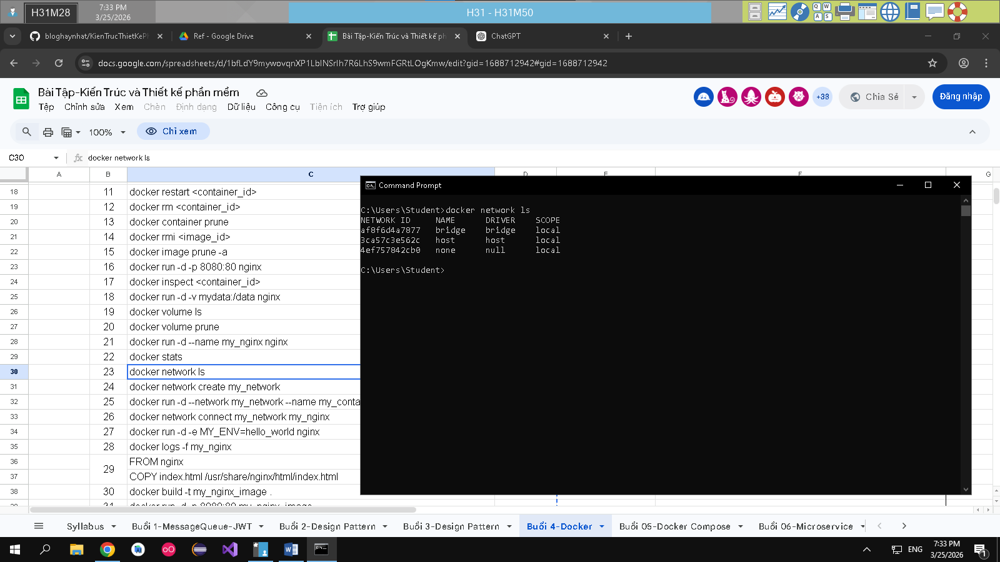 H31M28
7:33 PM
3/25/2026
H31 - H31M50
bloghaynhat/KienTrucThietKePh
Ref - Google Drive
Bài Tập-Kiến Trúc và Thiết kế ph
ChatGPT
docs.google.com/spreadsheets/d/1bfLdY9mywovqnXP1LbINSrIh7R6LhS9wmFGRtLOgKmw/edit?gid=1688712942#gid=1688712942
Bài Tập-Kiến Trúc và Thiết kế phần mềm
+38
Chia Sẻ
Đăng nhập
Tệp Chỉnh sửa Xem Chèn Định dạng Dữ liệu Công cụ Tiện ích Trợ giúp
100%
Chỉ xem
C30
docker network ls
A B C D E F G
18 11 docker restart <container_id>
19 12 docker rm <container_id>
20 13 docker container prune
21 14 docker rmi <image_id>
22 15 docker image prune -a
23 16 docker run -d -p 8080:80 nginx
24 17 docker inspect <container_id>
25 18 docker run -d -v mydata:/data nginx
26 19 docker volume ls
27 20 docker volume prune
28 21 docker run -d --name my_nginx nginx
29 22 docker stats
30 23 docker network ls
31 24 docker network create my_network
32 25 docker run -d --network my_network --name my_conta
33 26 docker network connect my_network my_nginx
34 27 docker run -d -e MY_ENV=hello_world nginx
35 28 docker logs -f my_nginx
36 29 FROM nginx
37 COPY index.html /usr/share/nginx/html/index.html
38 30 docker build -t my_nginx_image .
39 31 docker run -d -p 8080:80 my_nginx_image
Command Prompt
C:\Users\Student>docker network ls
NETWORK ID NAME DRIVER SCOPE
af8f6d4a7877 bridge bridge local
3ca57c3e562c host host local
4ef757842cb0 none null local
C:\Users\Student>
Syllabus
Buổi 1-MessageQueue-JWT
Buổi 2-Design Pattern
Buổi 3-Design Pattern
Buổi 4-Docker
Buổi 05-Docker Compose
Buổi 06-Microservice
ENG
7:33 PM
3/25/2026
1